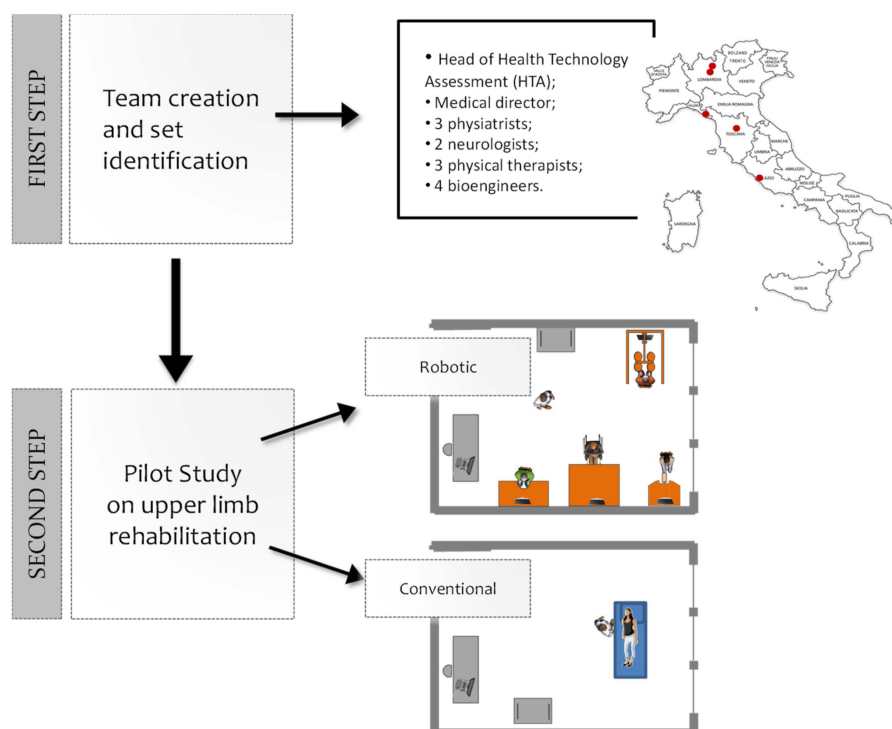 FIRST STEP
Team creation
and set
identification
• Head of Health Technology
Assessment (HTA);
• Medical director;
• 3 physiatrists;
• 2 neurologists;
• 3 physical therapists;
• 4 bioengineers.
BOLZANO
TRENTO
FRIULI
VENEZIA
GIULIA
VALLE
D'AOSTA
LOMBARDIA
VENETO
PIEMONTE
EMILIA ROMAGNA
TOSCANA
MARCHE
UMBRIA
ABRUZZO
LAZIO
MOLISE
PUGLIA
CAMPANIA
BASILICATA
SARDEGNA
CALABRIA
SICILIA
SECOND STEP
Pilot Study
on upper limb
rehabilitation
Robotic
Conventional